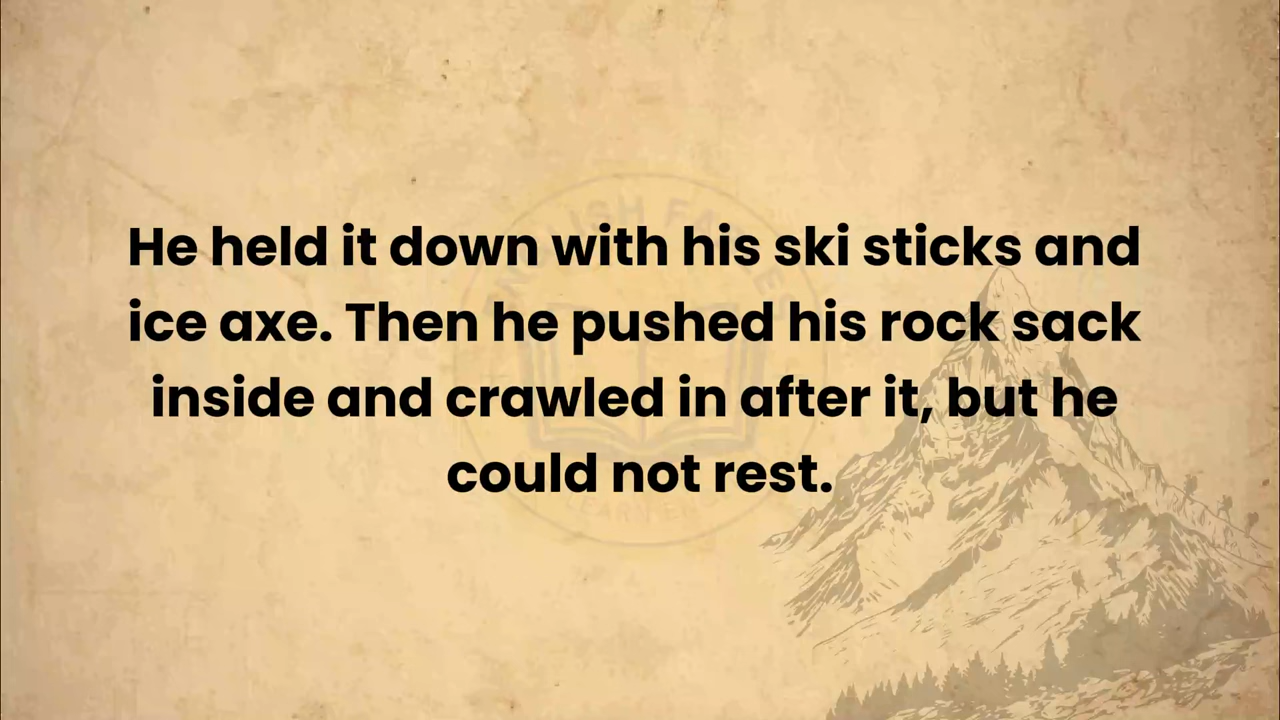 He held it down with his ski sticks and
ice axe. Then he pushed his rock sack
inside and crawled in after it, but he
could not rest.